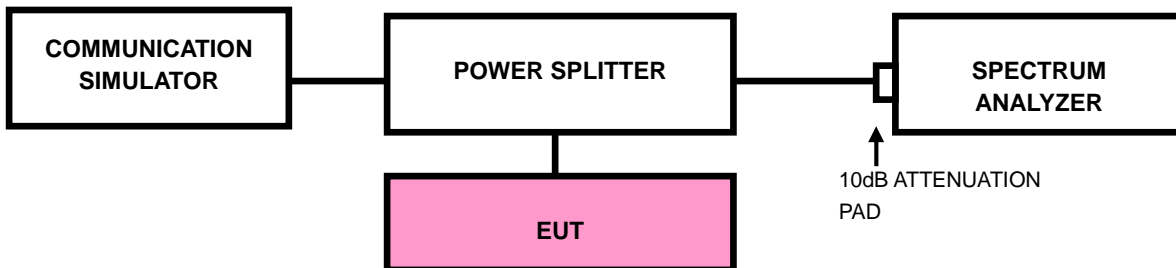 COMMUNICATION
SIMULATOR
POWER SPLITTER
SPECTRUM
ANALYZER
10dB ATTENUATION
PAD
EUT